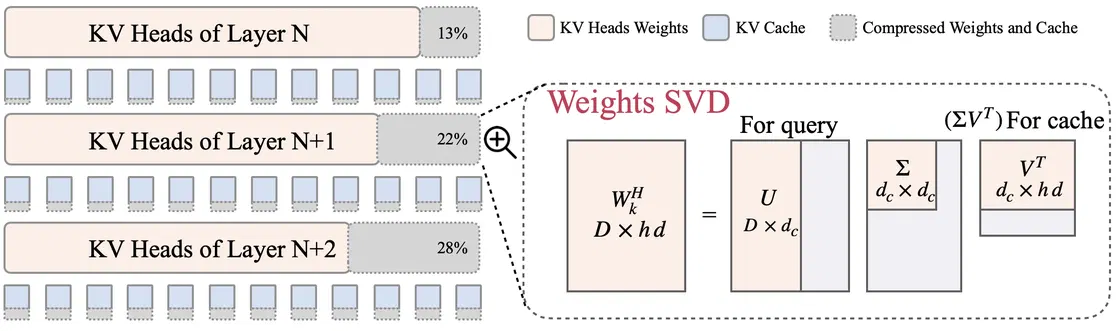 KV Heads of Layer N
13%
KV Heads Weights
KV Cache
Compressed Weights and Cache
KV Heads of Layer N+1
22%
KV Heads of Layer N+2
28%
Weights SVD
For query
(ΣV^T) For cache
W_k^H
D × hd
=
U
D × d_c
Σ
d_c × d_c
V^T
d_c × hd